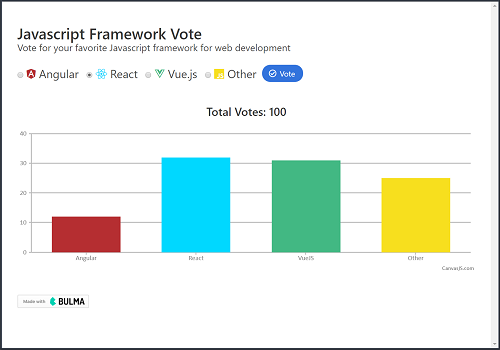 Javascript Framework Vote
Vote for your favorite Javascript framework for web development
Angular React Vue.js JS Other Vote
Total Votes: 100
40
30
20
10
0
Angular React VueJS Other
CanvasJS.com
Made with BULMA